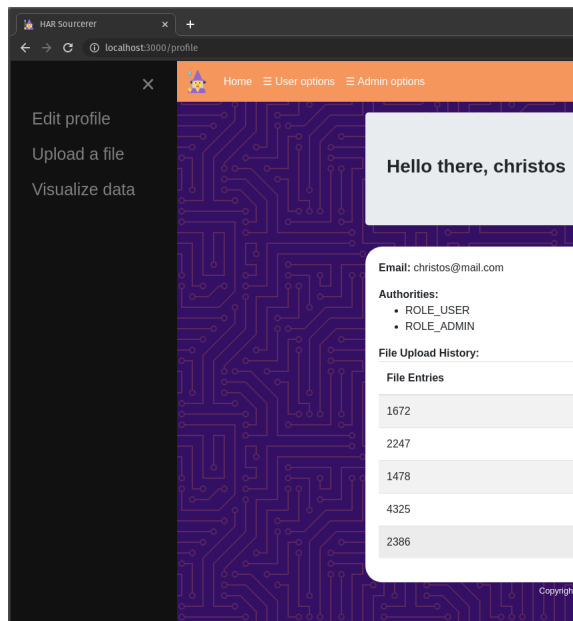 HAR Sourcerer
localhost:3000/profile
Home ☰ User options ☰ Admin options
Edit profile
Upload a file
Visualize data
Hello there, christos
Email: christos@mail.com
Authorities:
• ROLE_USER
• ROLE_ADMIN
File Upload History:
File Entries
1672
2247
1478
4325
2386
Copyrigh